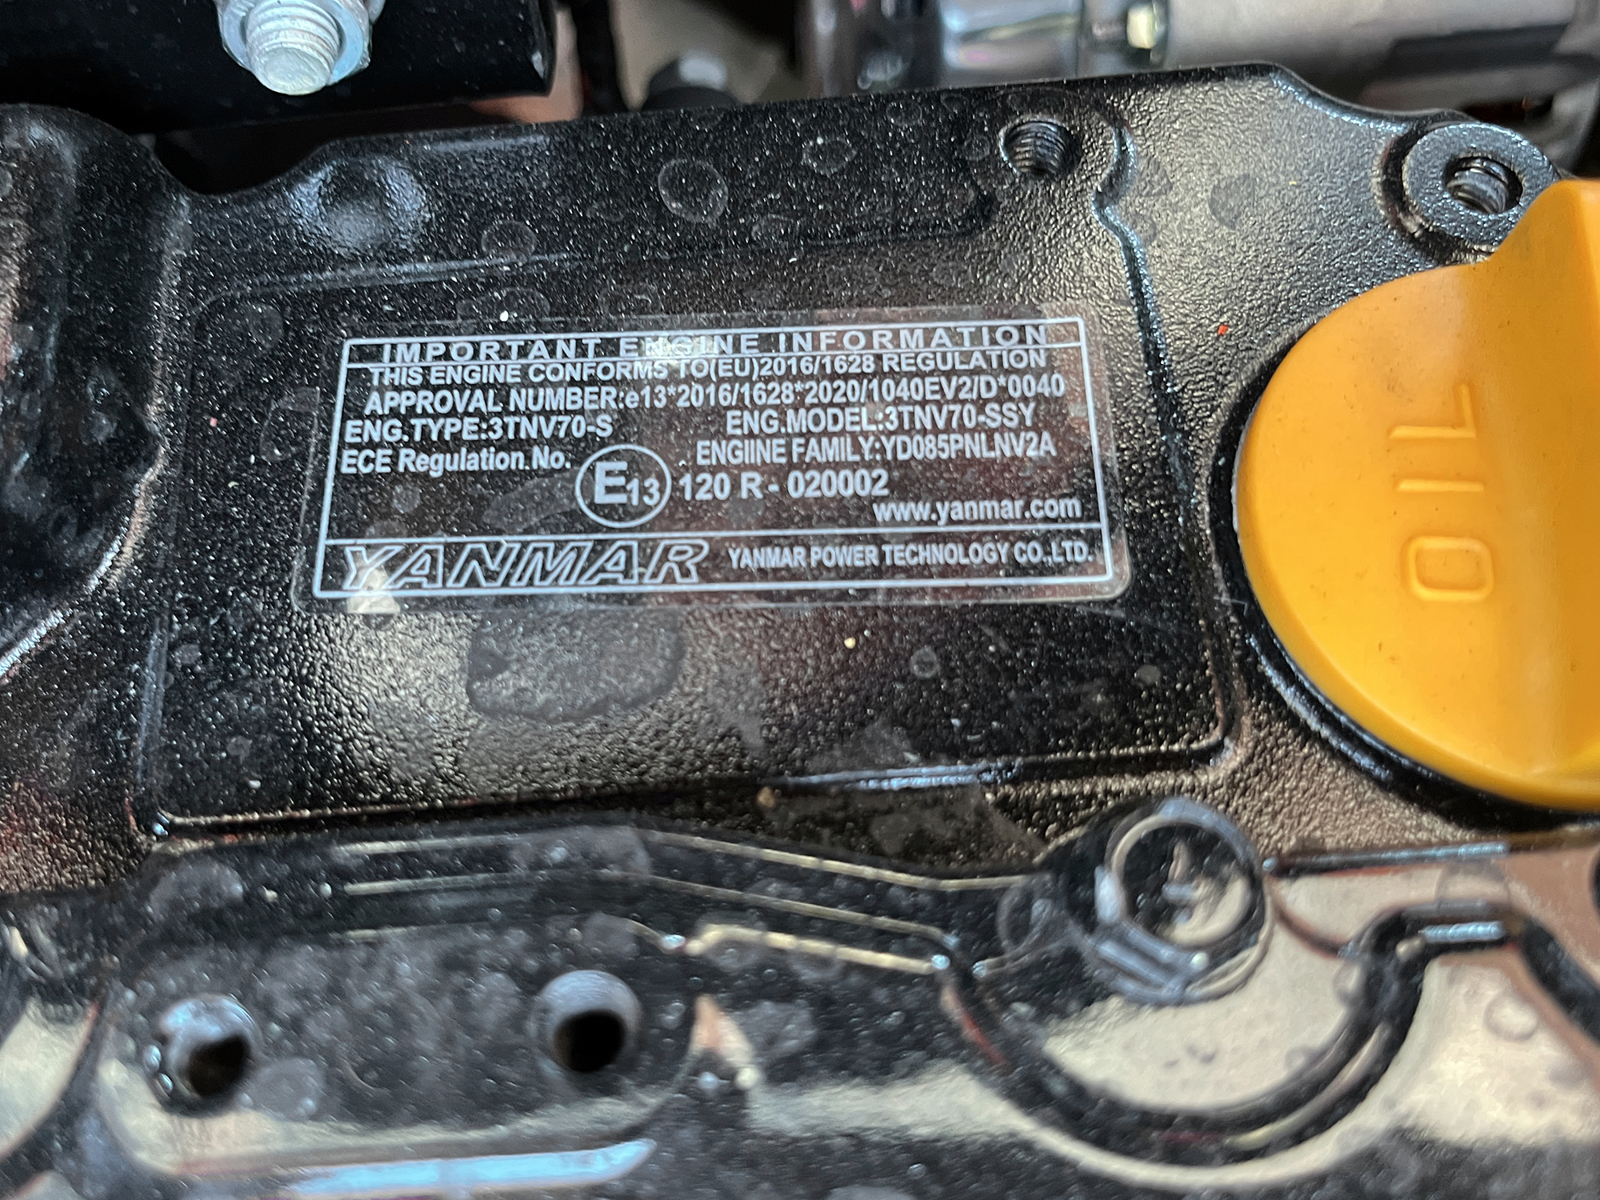 IMPORTANT ENGINE INFORMATION
THIS ENGINE CONFORMS TO(EU)2016/1628 REGULATION
APPROVAL NUMBER:e13*2016/1628*2020/1040EV2/D*0040
ENG.TYPE:3TNV70-S ENG.MODEL:3TNV70-SSY
ECE Regulation No. ENGIINE FAMILY:YD085PNLNV2A
E13 120 R - 020002
www.yanmar.com
YANMAR YANMAR POWER TECHNOLOGY CO.,LTD.
OIL